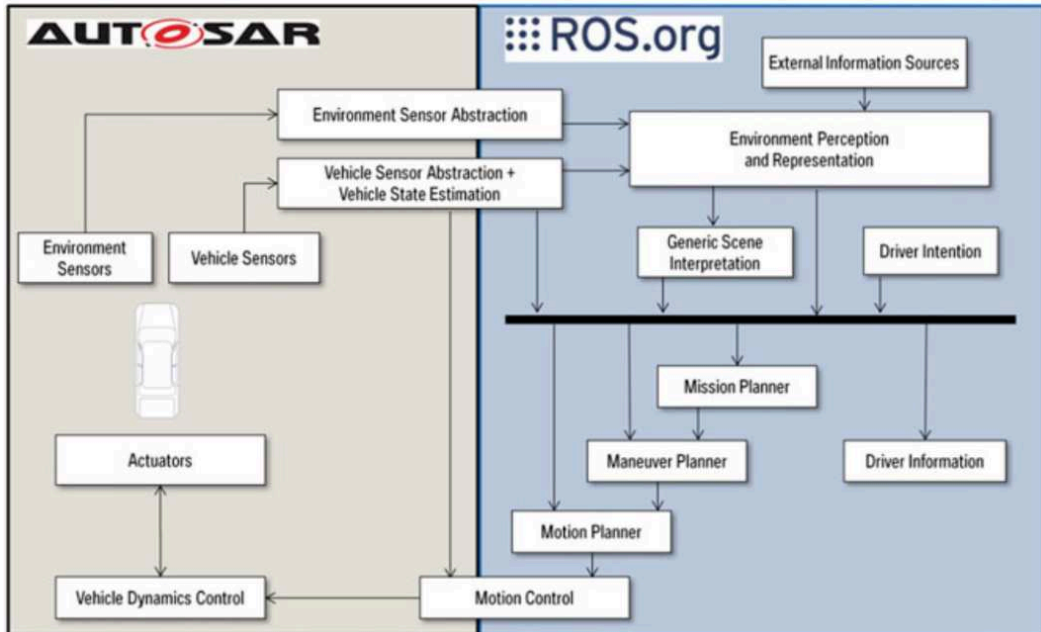 AUTOSAR
ROS.org
External Information Sources
Environment Sensor Abstraction
Environment Perception
and Representation
Vehicle Sensor Abstraction +
Vehicle State Estimation
Environment
Sensors
Vehicle Sensors
Generic Scene
Interpretation
Driver Intention
Mission Planner
Actuators
Maneuver Planner
Driver Information
Motion Planner
Vehicle Dynamics Control
Motion Control